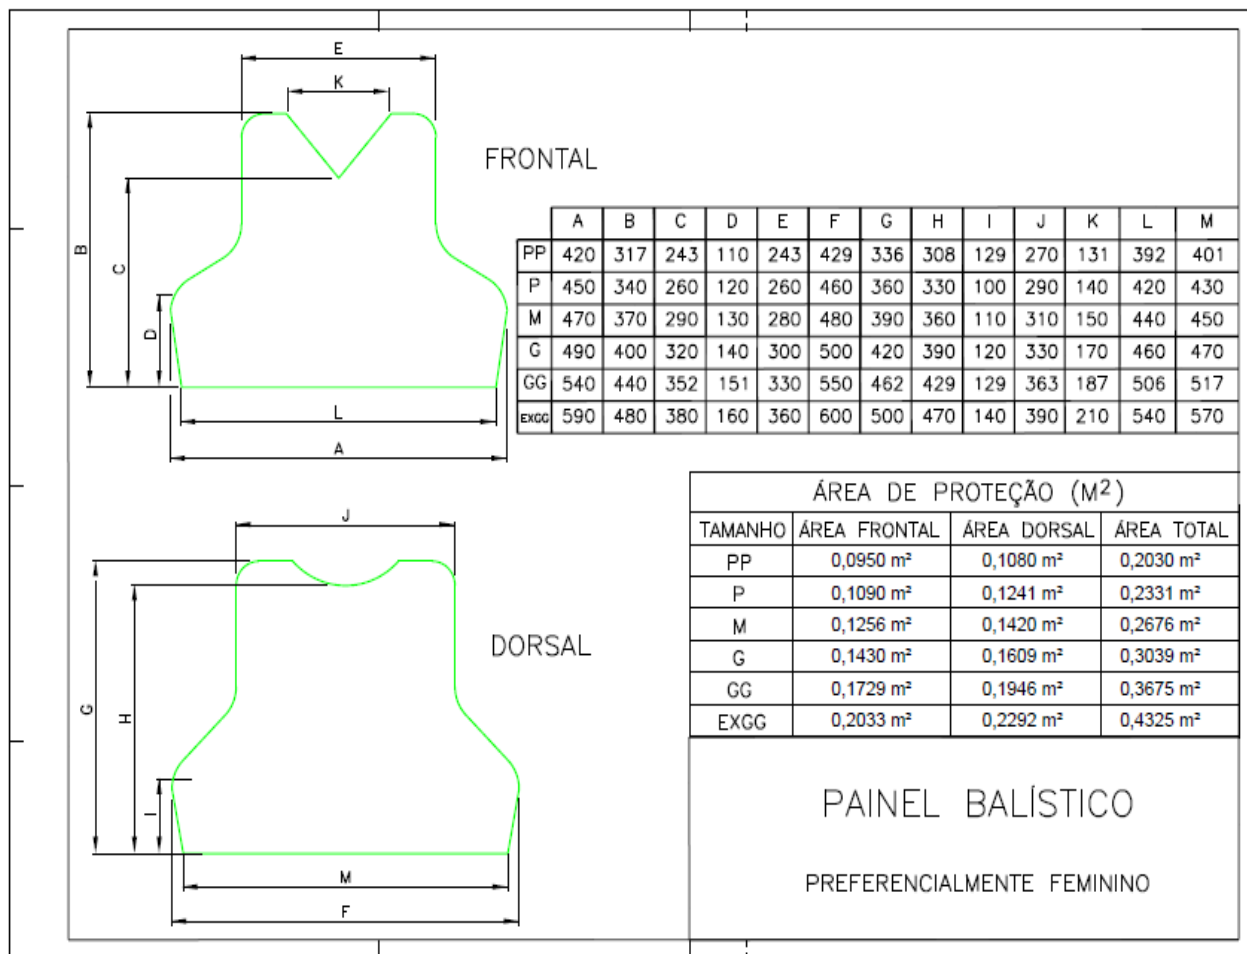 E
K
FRONTAL
B
C
D
L
A
A B C D E F G H I J K L M
PP 420 317 243 110 243 429 336 308 129 270 131 392 401
P 450 340 260 120 260 460 360 330 100 290 140 420 430
M 470 370 290 130 280 480 390 360 110 310 150 440 450
G 490 400 320 140 300 500 420 390 120 330 170 460 470
GG 540 440 352 151 330 550 462 429 129 363 187 506 517
EXGG 590 480 380 160 360 600 500 470 140 390 210 540 570
ÁREA DE PROTEÇÃO (M²)
TAMANHO ÁREA FRONTAL ÁREA DORSAL ÁREA TOTAL
PP 0,0950 m² 0,1080 m² 0,2030 m²
P 0,1090 m² 0,1241 m² 0,2331 m²
M 0,1256 m² 0,1420 m² 0,2676 m²
G 0,1430 m² 0,1609 m² 0,3039 m²
GG 0,1729 m² 0,1946 m² 0,3675 m²
EXGG 0,2033 m² 0,2292 m² 0,4325 m²
J
DORSAL
G
H
I
M
F
PAINEL BALÍSTICO
PREFERENCIALMENTE FEMININO